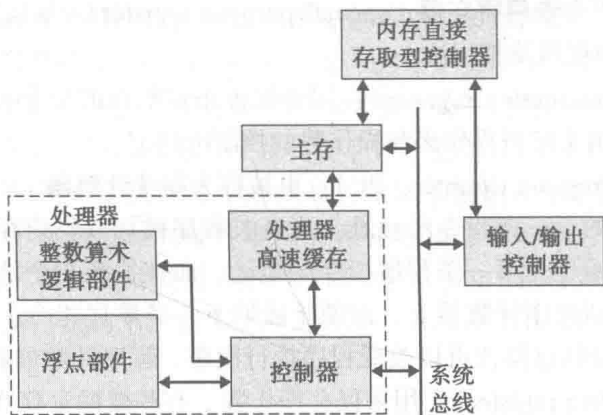 内存直接
存取型控制器
主存
处理器
整数算术
逻辑部件
处理器
高速缓存
输入/输出
控制器
浮点部件
控制器
系统
总线